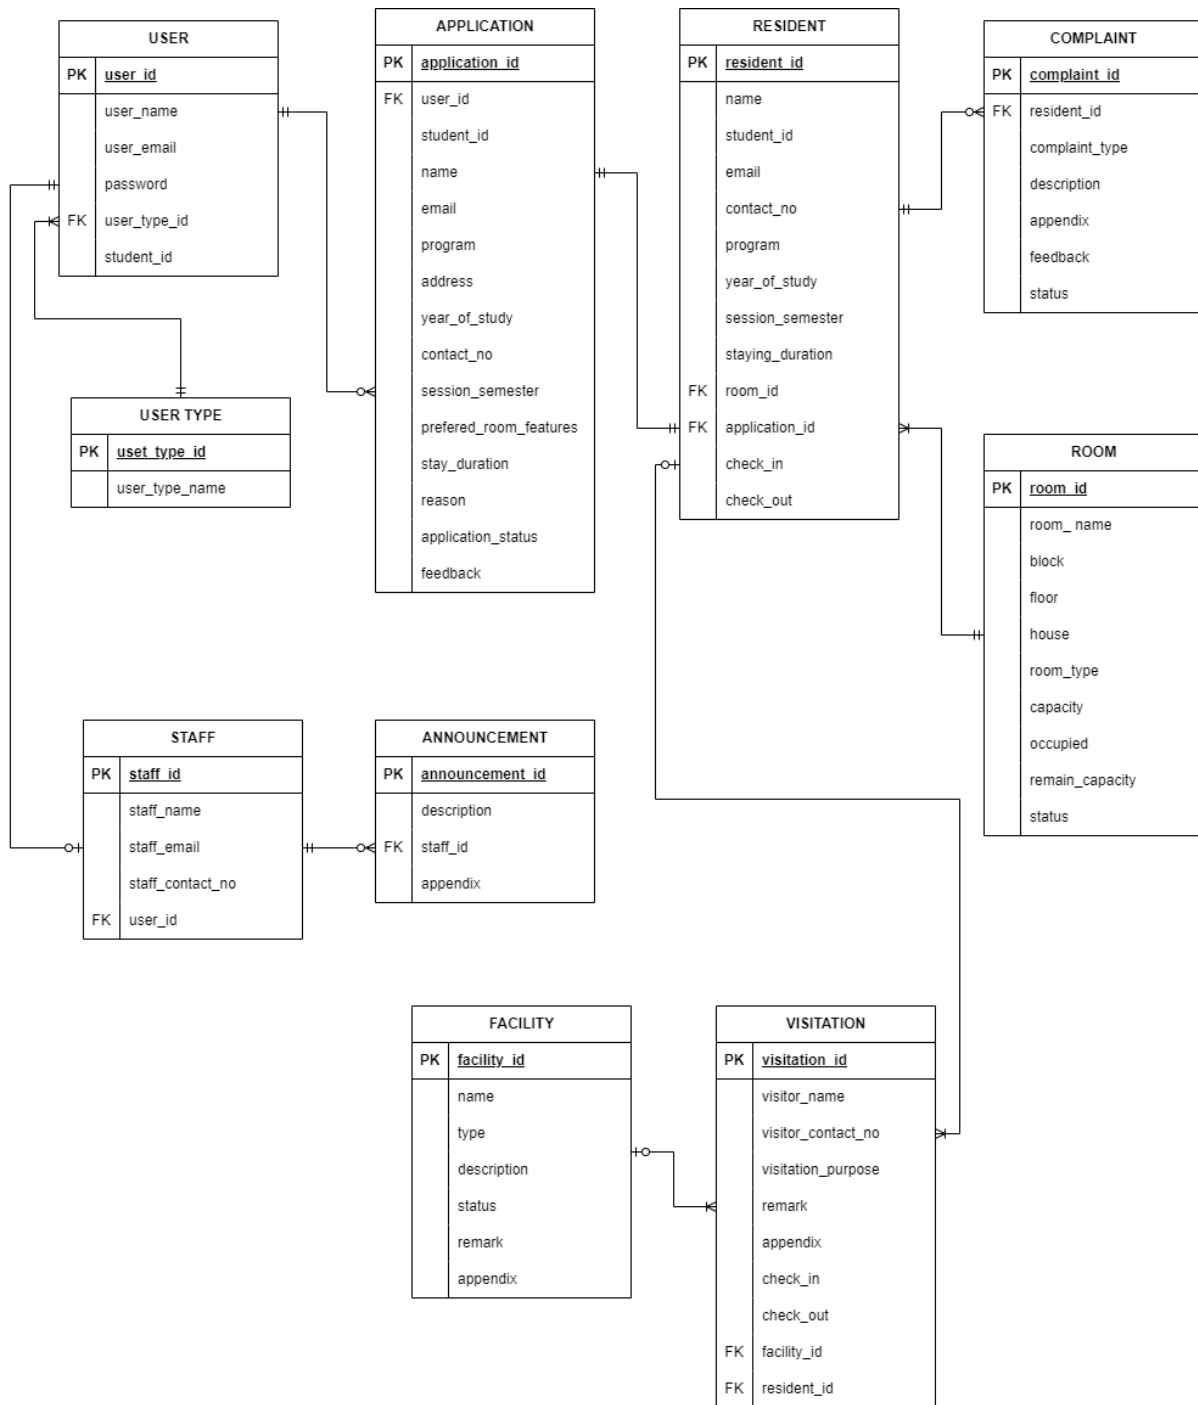 USER
PK user_id
user_name
user_email
password
FK user_type_id
student_id
APPLICATION
PK application_id
FK user_id
student_id
name
email
program
address
year_of_study
contact_no
session_semester
prefered_room_features
stay_duration
reason
application_status
feedback
RESIDENT
PK resident_id
name
student_id
email
contact_no
program
year_of_study
session_semester
staying_duration
FK room_id
FK application_id
check_in
check_out
COMPLAINT
PK complaint_id
FK resident_id
complaint_type
description
appendix
feedback
status
USER TYPE
PK uset_type_id
user_type_name
ROOM
PK room_id
room_ name
block
floor
house
room_type
capacity
occupied
remain_capacity
status
STAFF
PK staff_id
staff_name
staff_email
staff_contact_no
FK user_id
ANNOUNCEMENT
PK announcement_id
description
FK staff_id
appendix
FACILITY
PK facility_id
name
type
description
status
remark
appendix
VISITATION
PK visitation_id
visitor_name
visitor_contact_no
visitation_purpose
remark
appendix
check_in
check_out
FK facility_id
FK resident_id